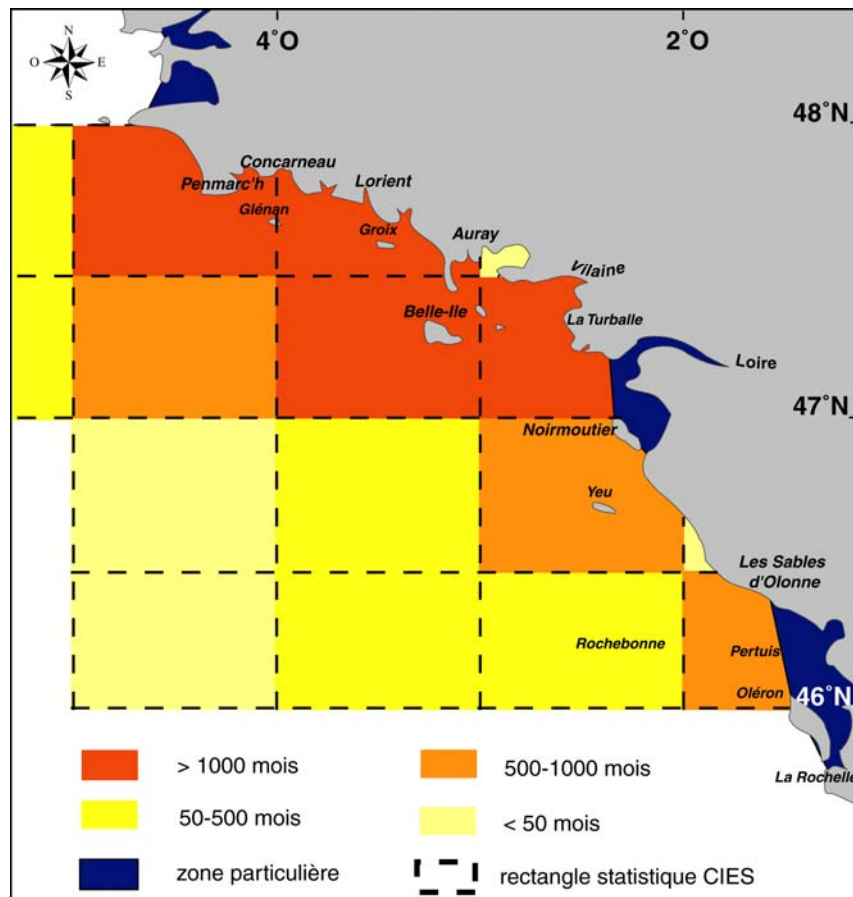 N
O
E
S
4°O
2°O
48°N
Concarneau
Penmarc'h
Lorient
Glénan
Groix
Auray
Vilaine
Belle-Ile
La Turballe
Loire
47°N
Noirmoutier
Yeu
Les Sables
d'Olonne
Rochebonne
Pertuis
Oléron
46°N
La Rochelle
> 1000 mois
500-1000 mois
50-500 mois
< 50 mois
zone particulière
rectangle statistique CIES